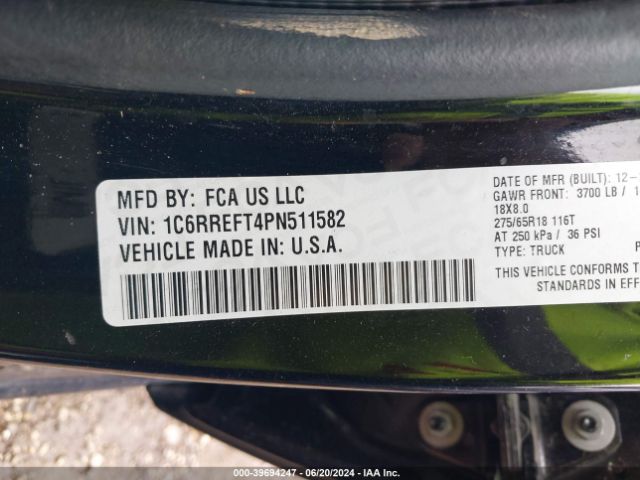 MFD BY: FCA US LLC
VIN: 1C6RREFT4PN511582
VEHICLE MADE IN: U.S.A.
DATE OF MFR (BUILT): 12-
GAWR FRONT: 3700 LB /
18X8.0
275/65R18 116T
AT 250 kPa / 36 PSI
TYPE: TRUCK
THIS VEHICLE CONFORMS
STANDARDS IN EFF
000-39694247 - 06/20/2024 - IAA Inc.